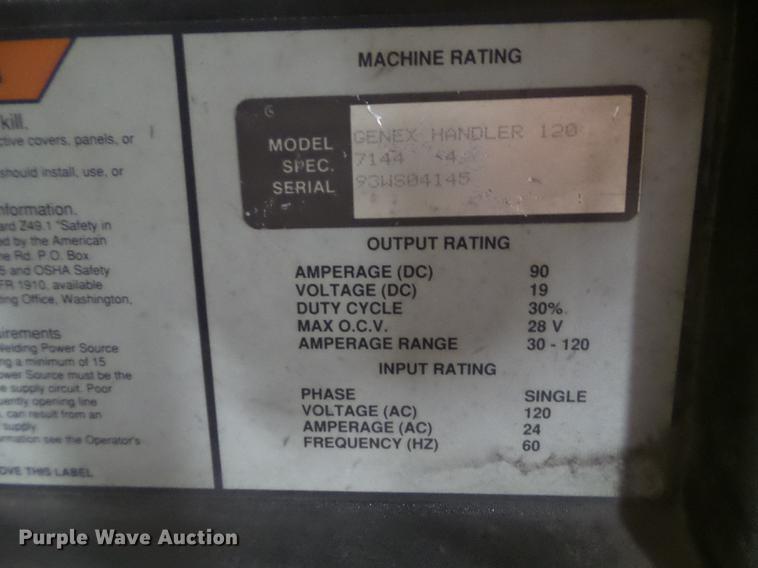 kill.
ctive covers, panels, or
should install, use, or
nformation.
ard Z49.1 "Safety in
ed by the American
ne Rd. P.O. Box
5 and OSHA Safety
FR 1910, available
ting Office, Washington,
uirements
Welding Power Source
ng a minimum of 15
ower Source must be the
e supply circuit. Poor
uently opening line
, can result from an
supply.
ormation see the Operator's
OVE THIS LABEL
MACHINE RATING
MODEL GENEX HANDLER 120
SPEC. 7144 -4
SERIAL 93WS04145
OUTPUT RATING
AMPERAGE (DC) 90
VOLTAGE (DC) 19
DUTY CYCLE 30%
MAX O.C.V. 28 V
AMPERAGE RANGE 30 - 120
INPUT RATING
PHASE SINGLE
VOLTAGE (AC) 120
AMPERAGE (AC) 24
FREQUENCY (HZ) 60
Purple Wave Auction